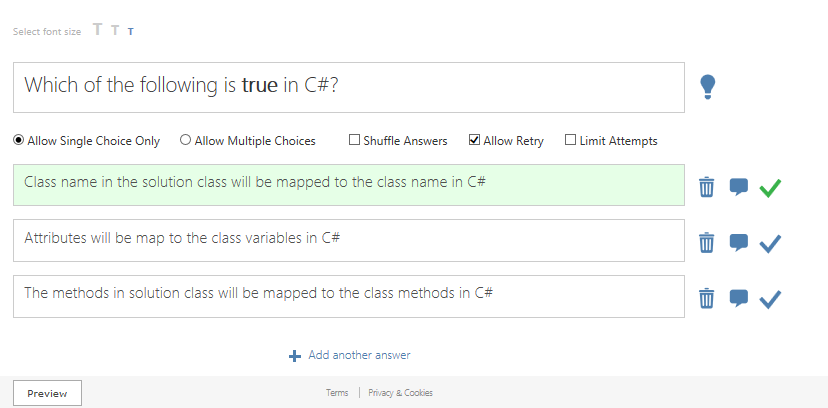 Select font size T T T
Which of the following is true in C#?
Allow Single Choice Only Allow Multiple Choices Shuffle Answers Allow Retry Limit Attempts
Class name in the solution class will be mapped to the class name in C#
Attributes will be map to the class variables in C#
The methods in solution class will be mapped to the class methods in C#
Add another answer
Preview Terms | Privacy & Cookies